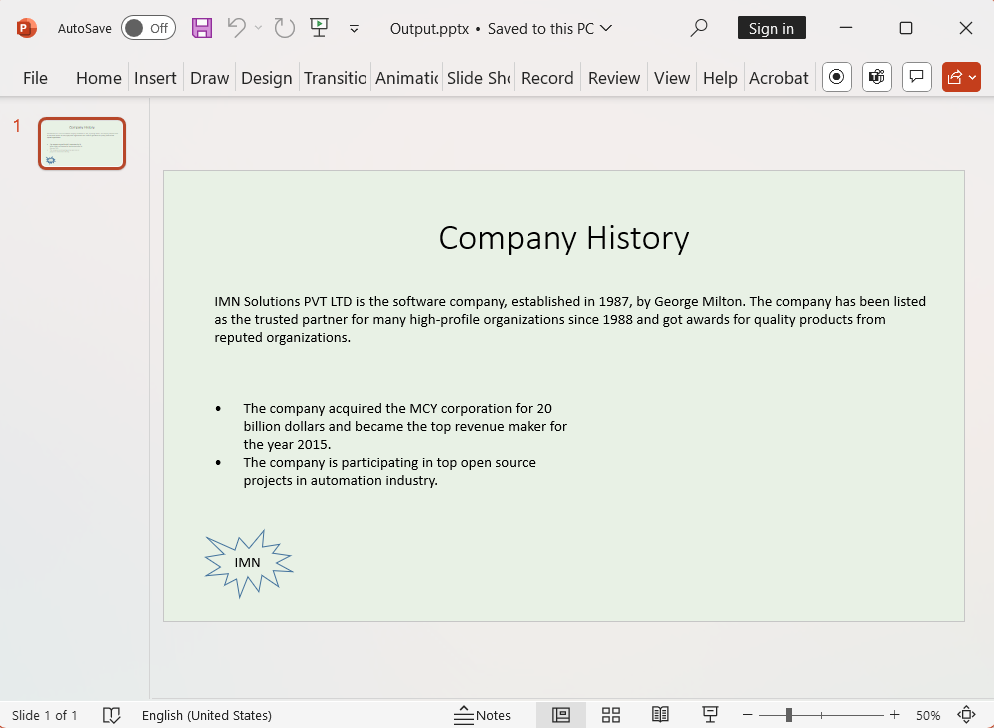 AutoSave Off Output.pptx • Saved to this PC Sign in
File Home Insert Draw Design Transitio Animatic Slide Sho Record Review View Help Acrobat
1
Company History
IMN Solutions PVT LTD is the software company, established in 1987, by George Milton. The company has been listed
as the trusted partner for many high-profile organizations since 1988 and got awards for quality products from
reputed organizations.
• The company acquired the MCY corporation for 20
billion dollars and became the top revenue maker for
the year 2015.
• The company is participating in top open source
projects in automation industry.
IMN
Slide 1 of 1 English (United States) Notes 50%